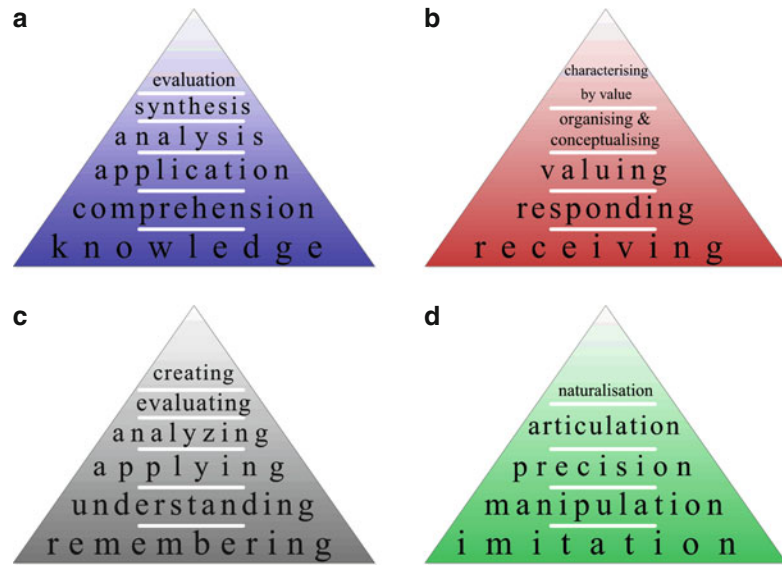 a
evaluation
synthesis
analysis
application
comprehension
knowledge
b
characterising
by value
organising &
conceptualising
valuing
responding
receiving
c
creating
evaluating
analyzing
applying
understanding
remembering
d
naturalisation
articulation
precision
manipulation
imitation